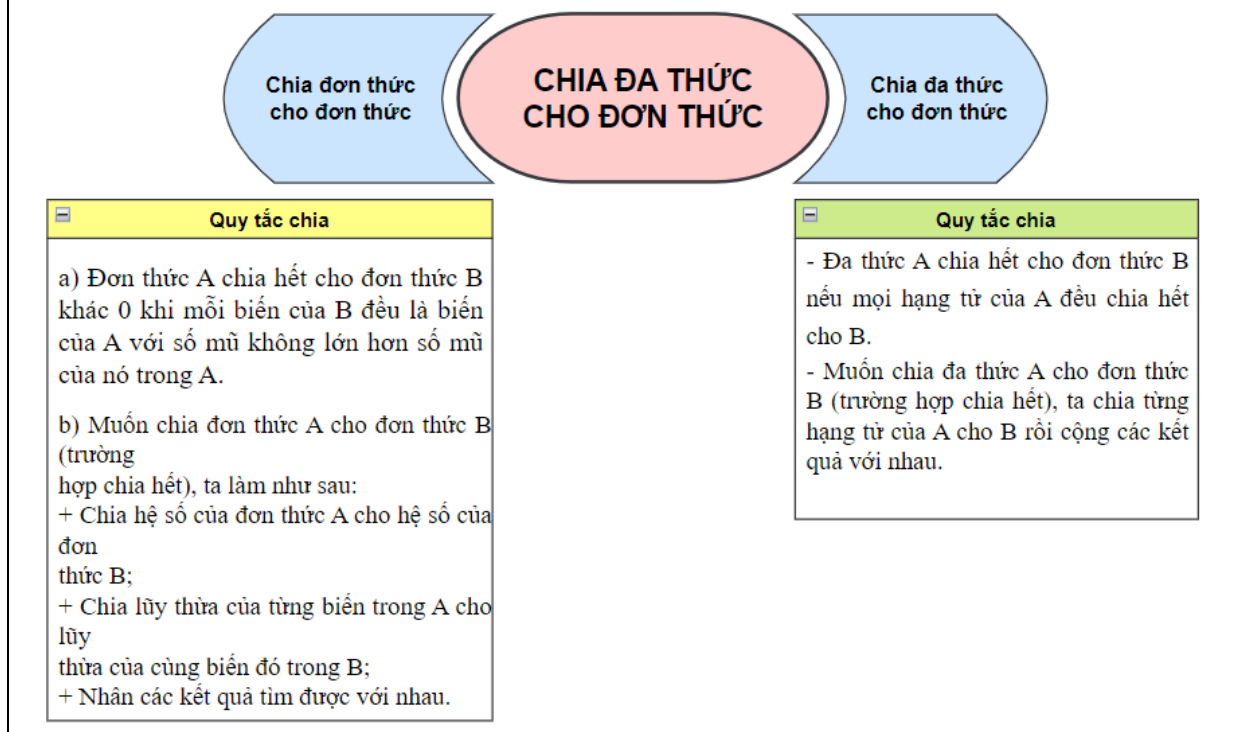 Chia đơn thức
cho đơn thức
CHIA ĐA THỨC
CHO ĐƠN THỨC
Chia đa thức
cho đơn thức
Quy tắc chia
a) Đơn thức A chia hết cho đơn thức B
khác 0 khi mỗi biến của B đều là biến
của A với số mũ không lớn hơn số mũ
của nó trong A.
b) Muốn chia đơn thức A cho đơn thức B
(trường
hợp chia hết), ta làm như sau:
+ Chia hệ số của đơn thức A cho hệ số của
đơn
thức B;
+ Chia lũy thừa của từng biến trong A cho
lũy
thừa của cùng biến đó trong B;
+ Nhân các kết quả tìm được với nhau.
Quy tắc chia
- Đa thức A chia hết cho đơn thức B
nếu mọi hạng tử của A đều chia hết
cho B.
- Muốn chia đa thức A cho đơn thức
B (trường hợp chia hết), ta chia từng
hạng tử của A cho B rồi cộng các kết
quả với nhau.